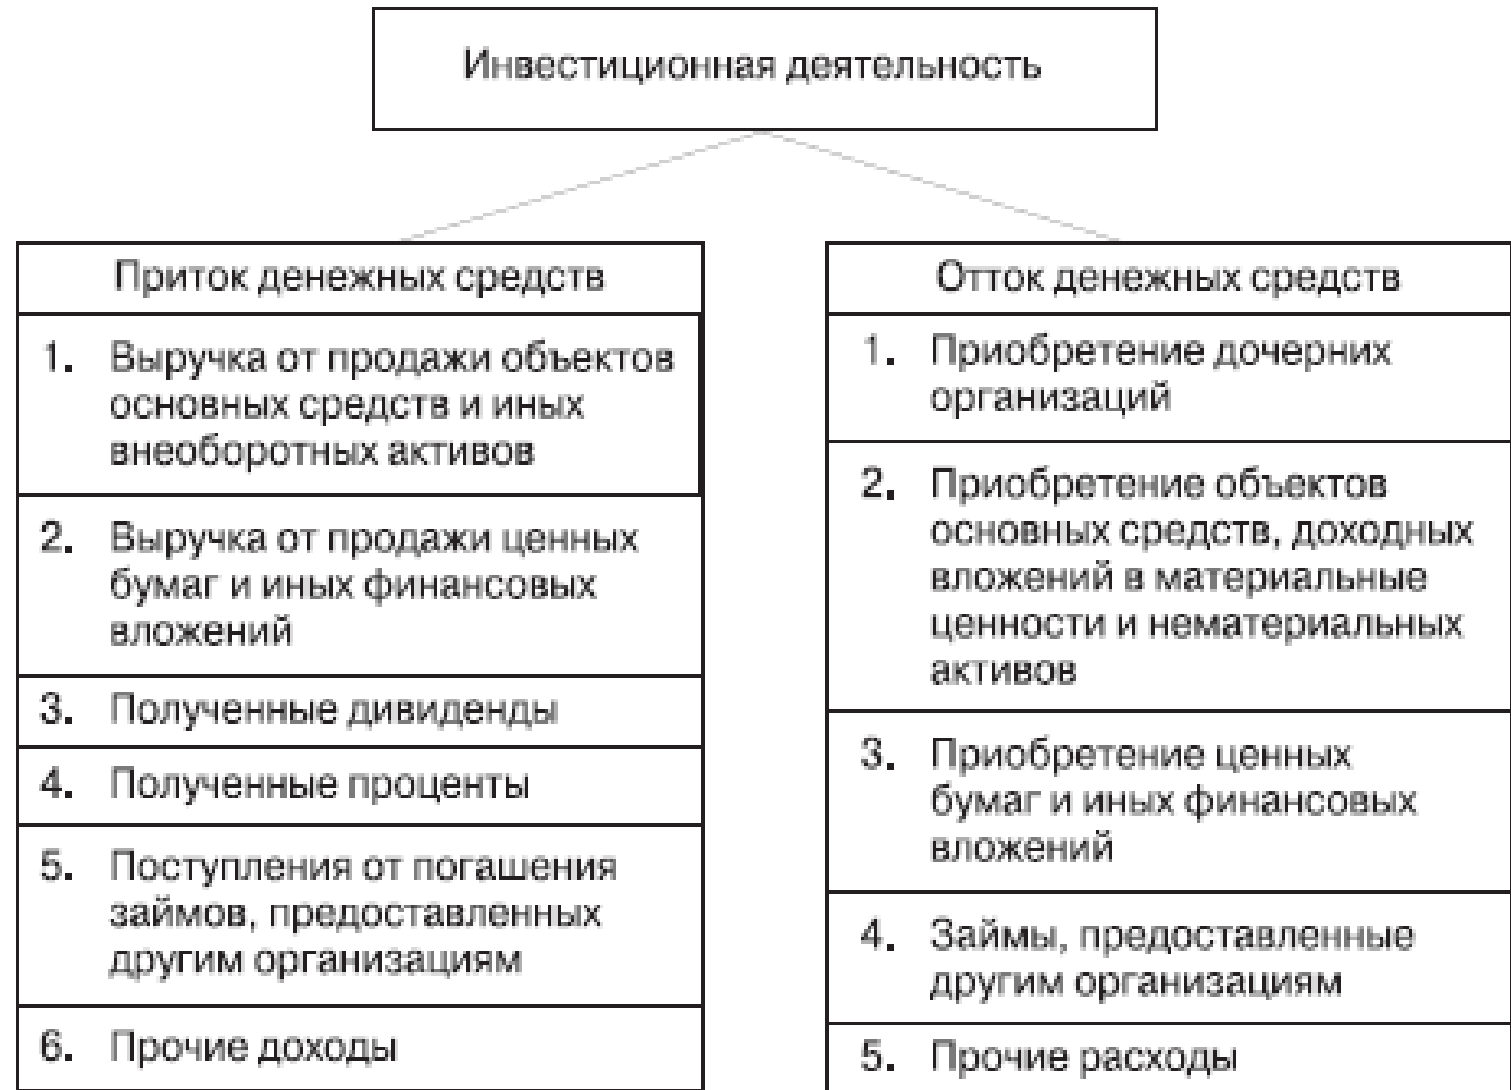 Инвестиционная деятельность
Приток денежных средств
1. Выручка от продажи объектов
основных средств и иных
внеоборотных активов
2. Выручка от продажи ценных
бумаг и иных финансовых
вложений
3. Полученные дивиденды
4. Полученные проценты
5. Поступления от погашения
займов, предоставленных
другим организациям
6. Прочие доходы
Отток денежных средств
1. Приобретение дочерних
организаций
2. Приобретение объектов
основных средств, доходных
вложений в материальные
ценности и нематериальных
активов
3. Приобретение ценных
бумаг и иных финансовых
вложений
4. Займы, предоставленные
другим организациям
5. Прочие расходы